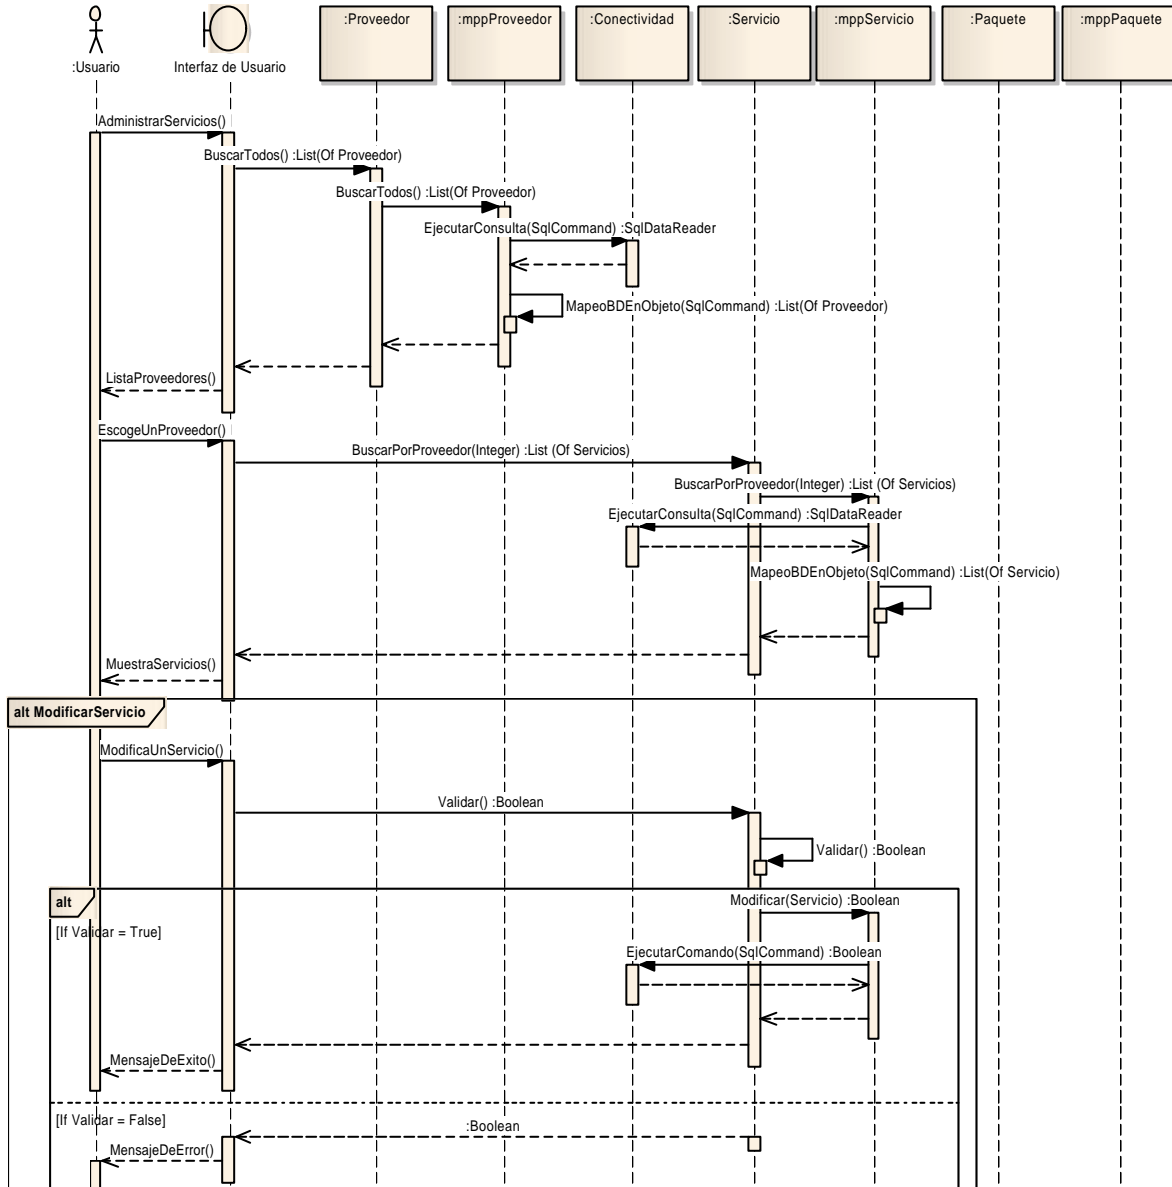 :Proveedor
:mppProveedor
:Conectividad
:Servicio
:mppServicio
:Paquete
:mppPaquete
:Usuario
Interfaz de Usuario
AdministrarServicios()
BuscarTodos() :List(Of Proveedor)
BuscarTodos() :List(Of Proveedor)
EjecutarConsulta(SqlCommand) :SqlDataReader
MapeoBDEnObjeto(SqlCommand) :List(Of Proveedor)
ListaProveedores()
EscogeUnProveedor()
BuscarPorProveedor(Integer) :List (Of Servicios)
BuscarPorProveedor(Integer) :List (Of Servicios)
EjecutarConsulta(SqlCommand) :SqlDataReader
MapeoBDEnObjeto(SqlCommand) :List(Of Servicio)
MuestraServicios()
alt ModificarServicio
ModificaUnServicio()
Validar() :Boolean
Validar() :Boolean
alt
Modificar(Servicio) :Boolean
[If Validar = True]
EjecutarComando(SqlCommand) :Boolean
MensajeDeExito()
[If Validar = False]
:Boolean
MensajeDeError()